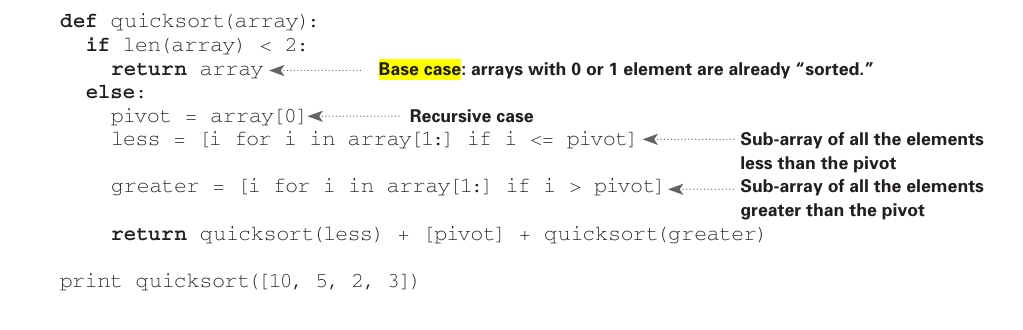 def quicksort(array):
if len(array) < 2:
return array Base case: arrays with 0 or 1 element are already “sorted.”
else:
pivot = array[0] Recursive case
less = [i for i in array[1:] if i <= pivot] Sub-array of all the elements
less than the pivot
greater = [i for i in array[1:] if i > pivot] Sub-array of all the elements
greater than the pivot
return quicksort(less) + [pivot] + quicksort(greater)
print quicksort([10, 5, 2, 3])